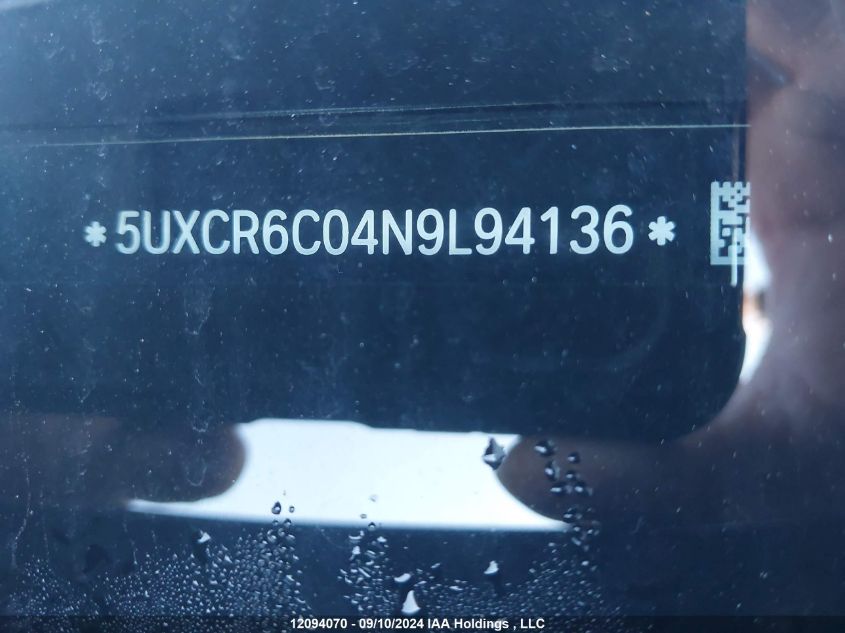 *5UXCR6C04N9L94136*
12094070 - 09/10/2024 IAA Holdings , LLC